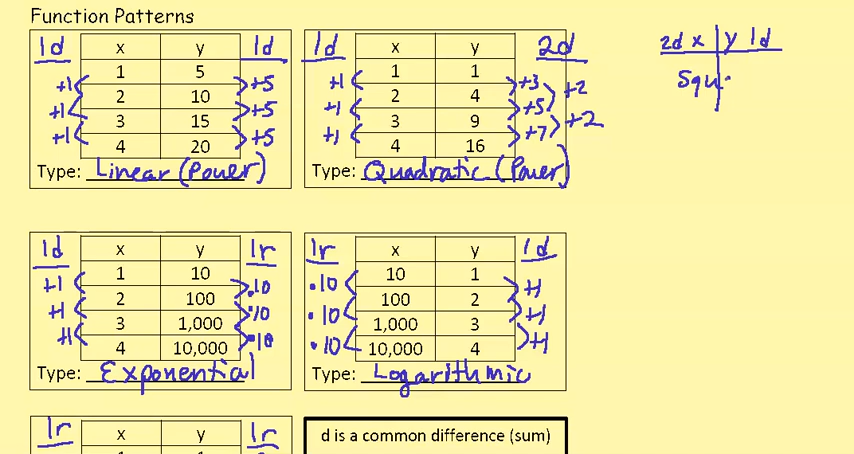 Function Patterns
1d x y 1d
1 5
+1 2 10 +5
+1 3 15 +5
+1 4 20 +5
Type: Linear (Power)
1d x y 2d
1 1
+1 2 4 +3 +2
+1 3 9 +5 +2
+1 4 16 +7
Type: Quadratic (Power)
2d x y 1d
Squ
1d x y 1r
1 10
+1 2 100 ·10
+1 3 1,000 ·10
+1 4 10,000 ·10
Type: Exponential
1r x y 1d
10 1
·10 100 2 +1
·10 1,000 3 +1
·10 10,000 4 +1
Type: Logarithmic
1r x y 1r
d is a common difference (sum)